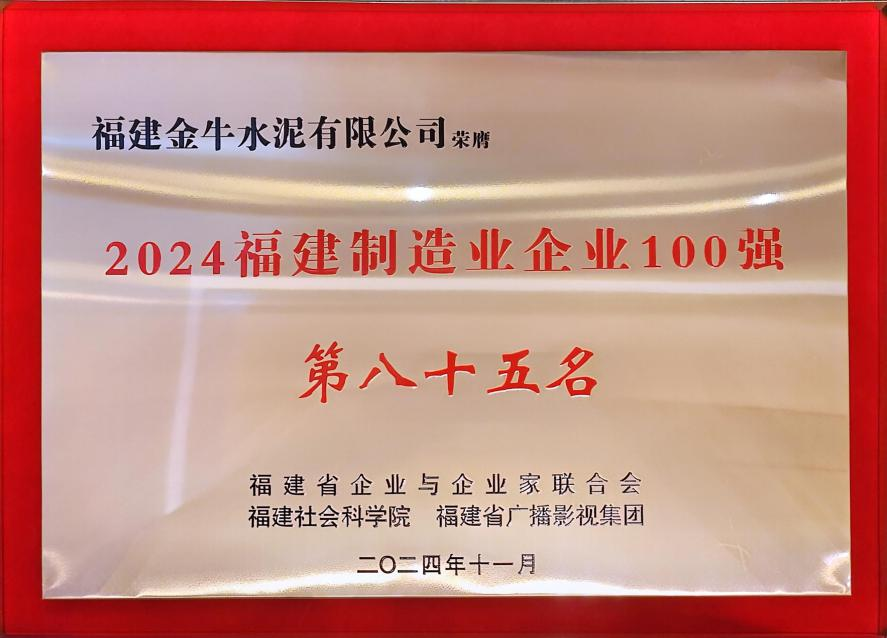 福建金牛水泥有限公司荣膺
2024福建制造业企业100强
第八十五名
福建省企业与企业家联合会
福建社会科学院　福建省广播影视集团
二〇二四年十一月